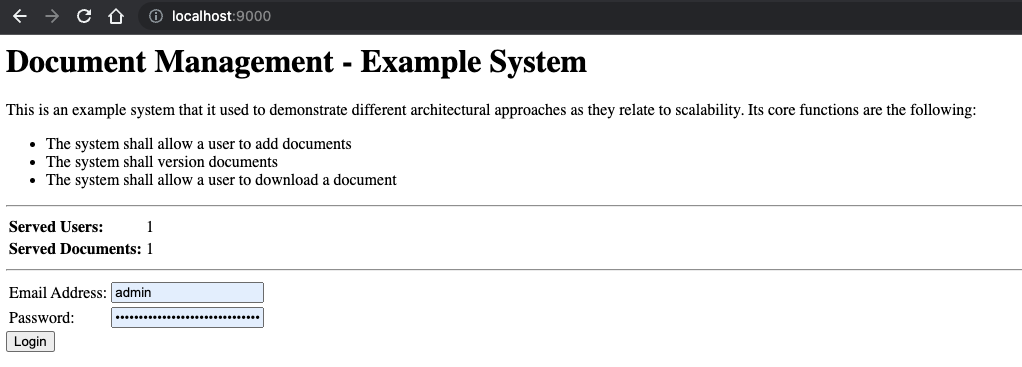 localhost:9000
Document Management - Example System
This is an example system that it used to demonstrate different architectural approaches as they relate to scalability. Its core functions are the following:
• The system shall allow a user to add documents
• The system shall version documents
• The system shall allow a user to download a document
Served Users: 1
Served Documents: 1
Email Address: admin
Password: ••••••••••••••••••••••••••••••
Login